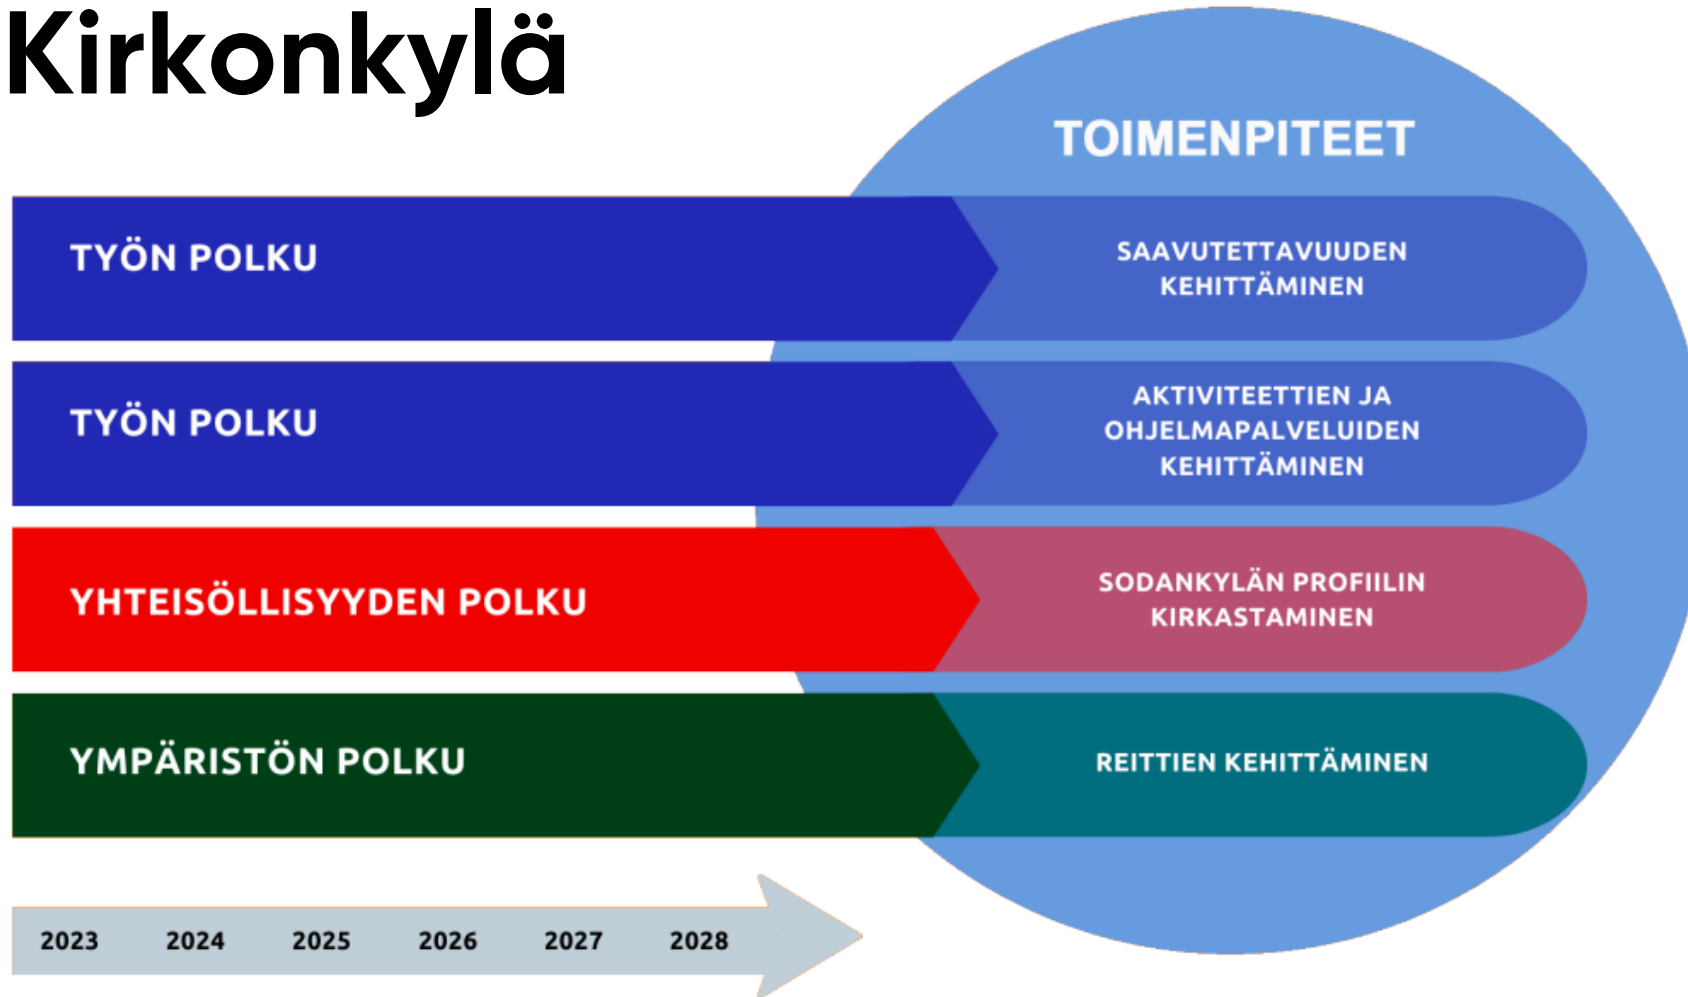 Kirkonkylä
TOIMENPITEET
TYÖN POLKU
SAAVUTETTAVUUDEN
KEHITTÄMINEN
TYÖN POLKU
AKTIVITEETTIEN JA
OHJELMAPALVELUIDEN
KEHITTÄMINEN
YHTEISÖLLISYYDEN POLKU
SODANKYLÄN PROFIILIN
KIRKASTAMINEN
YMPÄRISTÖN POLKU
REITTIEN KEHITTÄMINEN
2023 2024 2025 2026 2027 2028